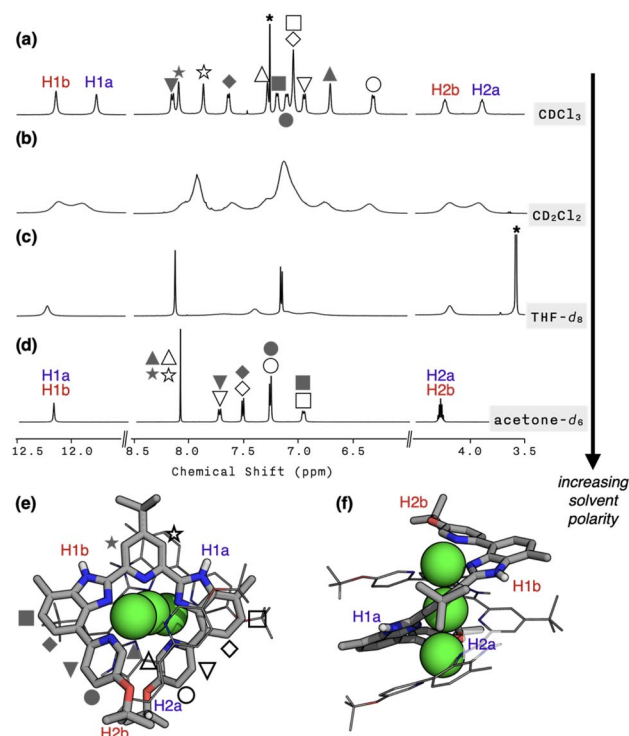 (a)
*
H1b H1a
H2b H2a
CDCl3
(b)
CD2Cl2
(c)
*
THF-d8
(d)
H1a
H1b
H2a
H2b
acetone-d6
12.5 12.0 8.5 8.0 7.5 7.0 6.5 4.0 3.5
Chemical Shift (ppm)
increasing
solvent
polarity
(e)
(f)
H2b
H1b
H1a
H1b
H1a
H2a
H2a
H2b